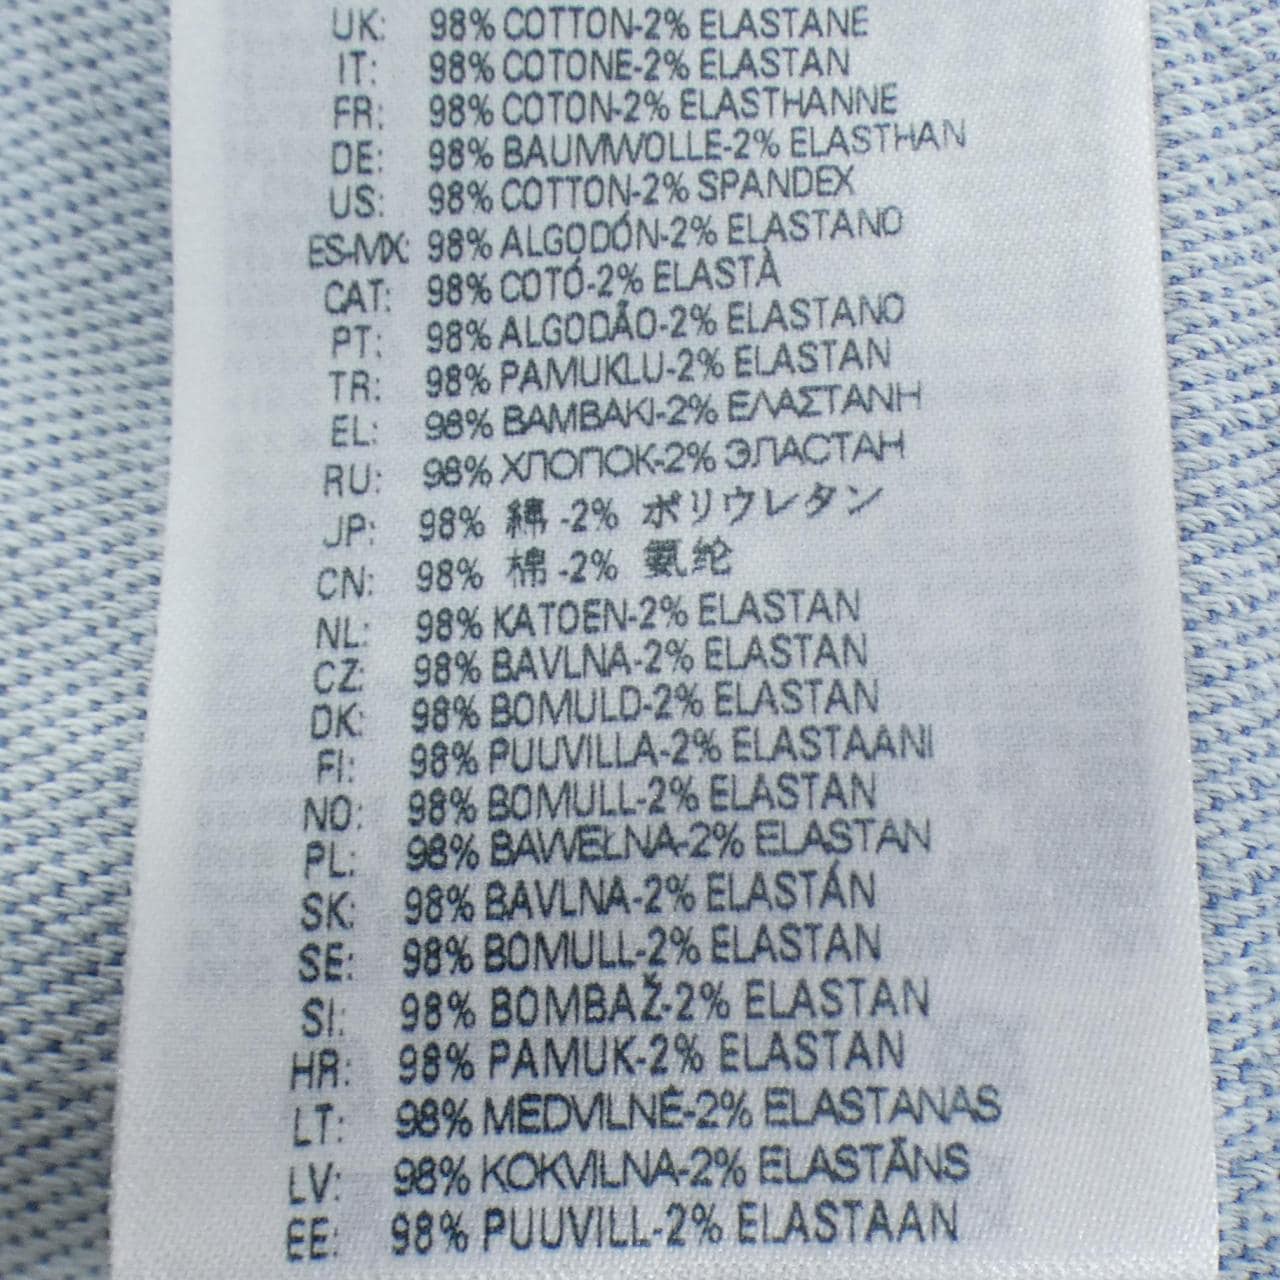 UK: 98% COTTON-2% ELASTANE
IT: 98% COTONE-2% ELASTAN
FR: 98% COTON-2% ELASTHANNE
DE: 98% BAUMWOLLE-2% ELASTHAN
US: 98% COTTON-2% SPANDEX
ES-MX: 98% ALGODÓN-2% ELASTANO
CAT: 98% COTÓ-2% ELASTÀ
PT: 98% ALGODÃO-2% ELASTANO
TR: 98% PAMUKLU-2% ELASTAN
EL: 98% ΒΑΜΒΑΚΙ-2% ΕΛΑΣΤΑΝΗ
RU: 98% ХЛОПОК-2% ЭЛАСТАН
JP: 98% 綿 -2% ポリウレタン
CN: 98% 棉 -2% 氨纶
NL: 98% KATOEN-2% ELASTAN
CZ: 98% BAVLNA-2% ELASTAN
DK: 98% BOMULD-2% ELASTAN
FI: 98% PUUVILLA-2% ELASTAANI
NO: 98% BOMULL-2% ELASTAN
PL: 98% BAWEŁNA-2% ELASTAN
SK: 98% BAVLNA-2% ELASTÁN
SE: 98% BOMULL-2% ELASTAN
SI: 98% BOMBAŽ-2% ELASTAN
HR: 98% PAMUK-2% ELASTAN
LT: 98% MEDVILNĖ-2% ELASTANAS
LV: 98% KOKVILNA-2% ELASTĀNS
EE: 98% PUUVILL-2% ELASTAAN